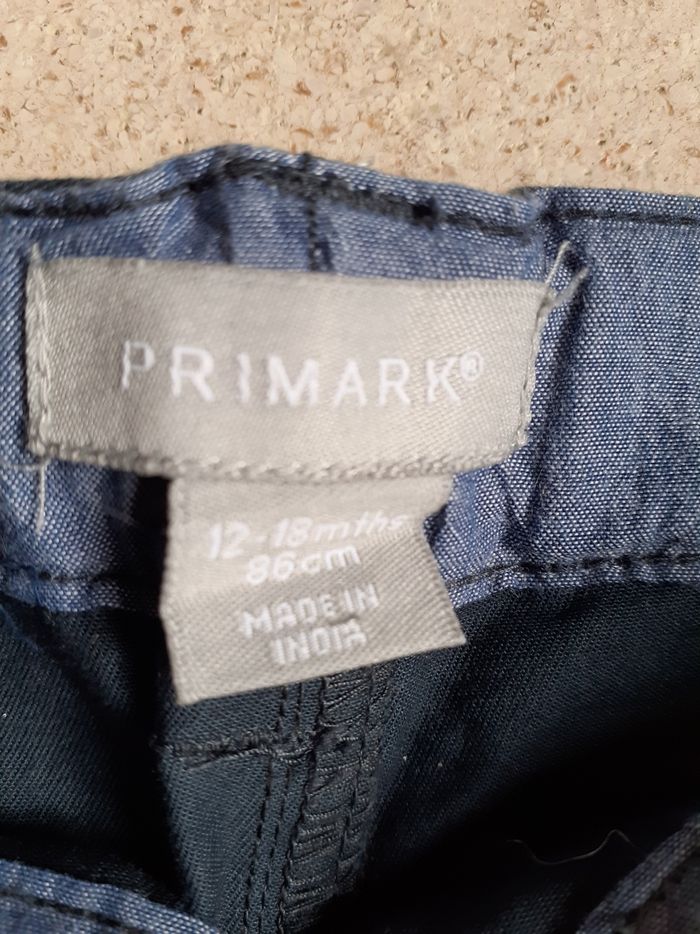 PRIMARK®
12-18mths
86cm
MADE IN
INDIA